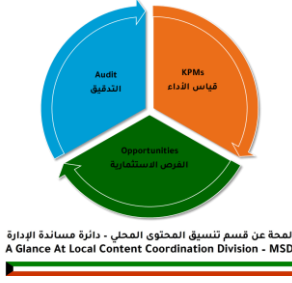 Audit
التدقيق
KPMs
قياس الأداء
Opportunities
الفرص الاستثمارية
لمحة عن قسم تنسيق المحتوى المحلي - دائرة مساندة الإدارة
A Glance At Local Content Coordination Division - MSD